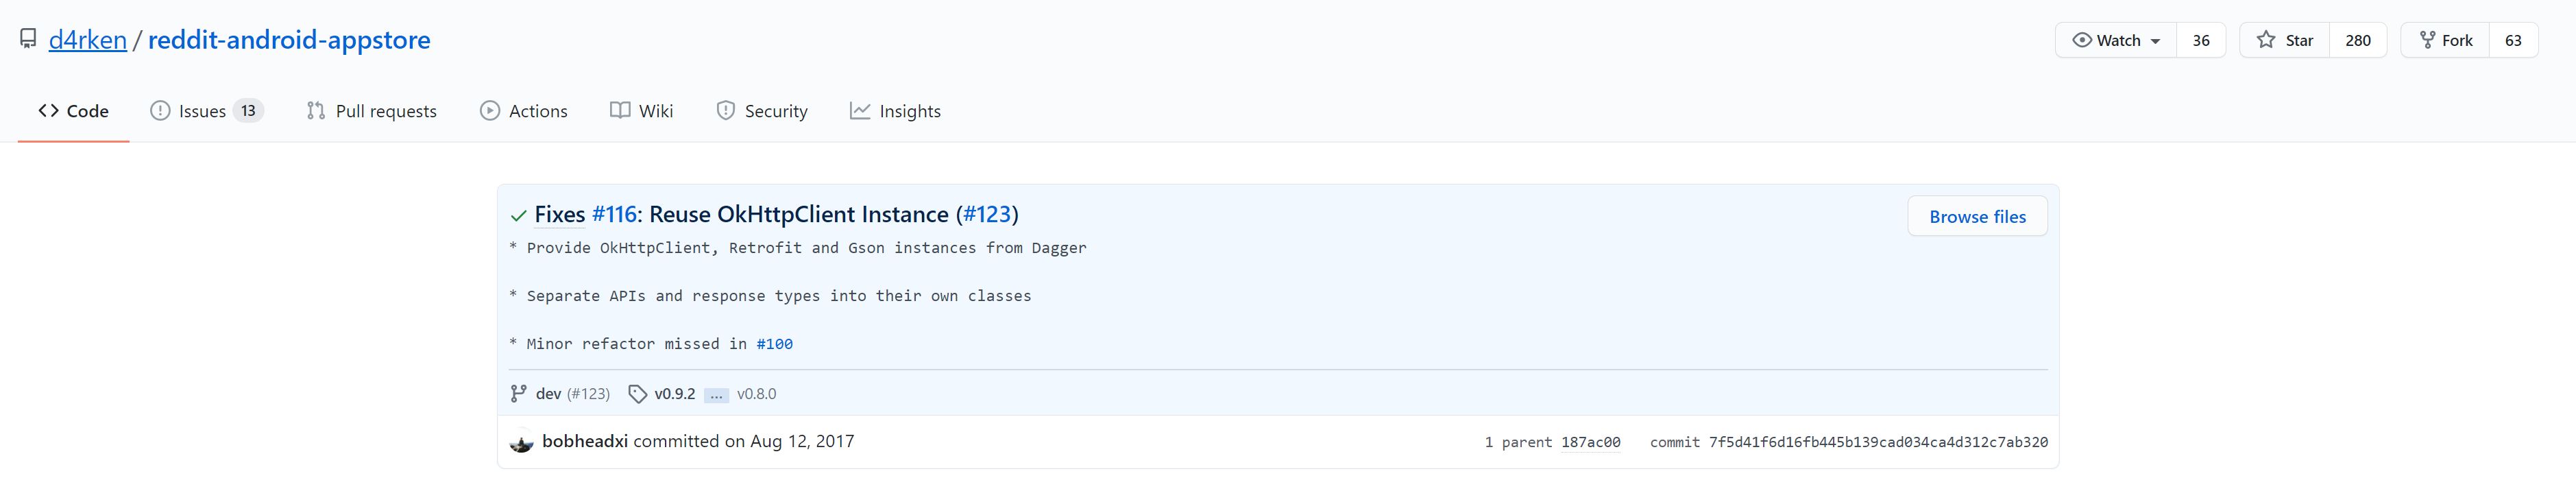 d4rken / reddit-android-appstore
Watch 36 Star 280 Fork 63
Code Issues 13 Pull requests Actions Wiki Security Insights
Fixes #116: Reuse OkHttpClient Instance (#123)
Browse files
* Provide OkHttpClient, Retrofit and Gson instances from Dagger
* Separate APIs and response types into their own classes
* Minor refactor missed in #100
dev (#123) v0.9.2 ... v0.8.0
bobheadxi committed on Aug 12, 2017
1 parent 187ac00 commit 7f5d41f6d16fb445b139cad034ca4d312c7ab320